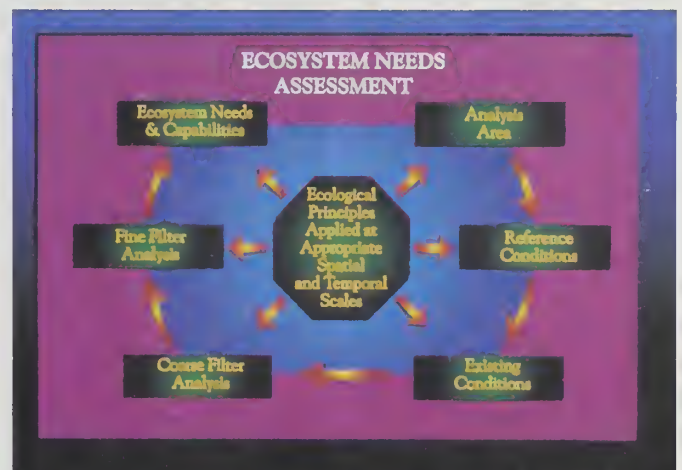 ECOSYSTEM NEEDS
ASSESSMENT
Ecosystem Needs
& Capabilities
Analysis
Area
Ecological
Principles
Applied at
Appropriate
Spatial
and Temporal
Scales
Fine Filter
Analysis
Reference
Conditions
Coarse Filter
Analysis
Existing
Conditions